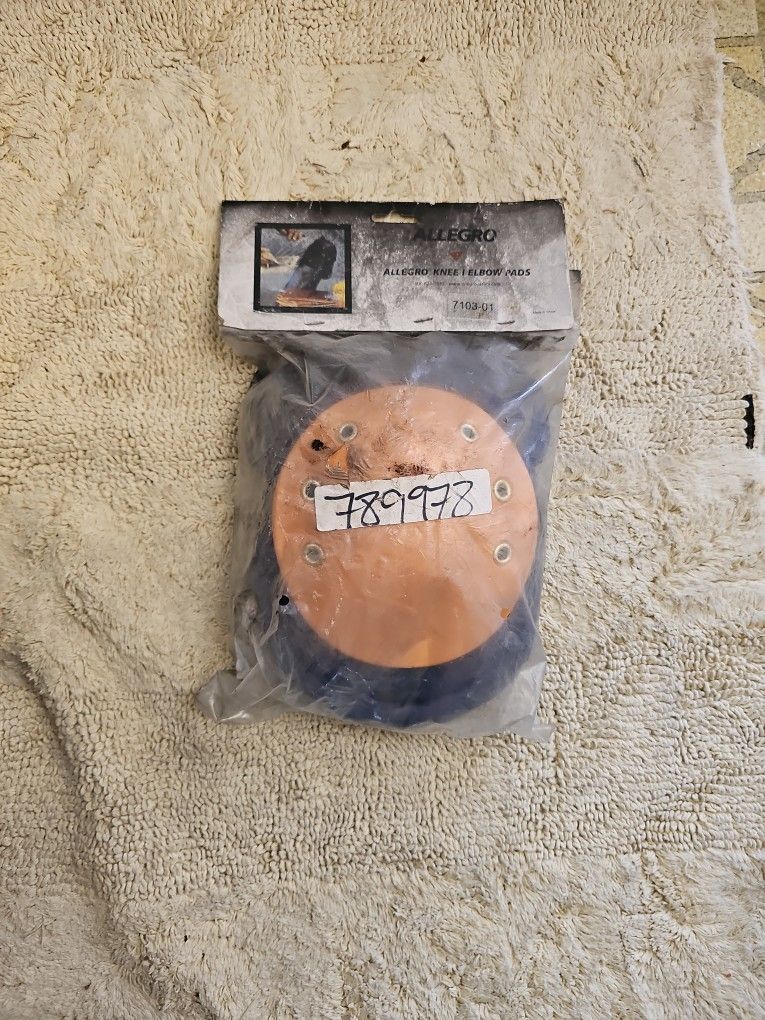 ALLEGRO
ALLEGRO KNEE | ELBOW PADS
7103-01
789978